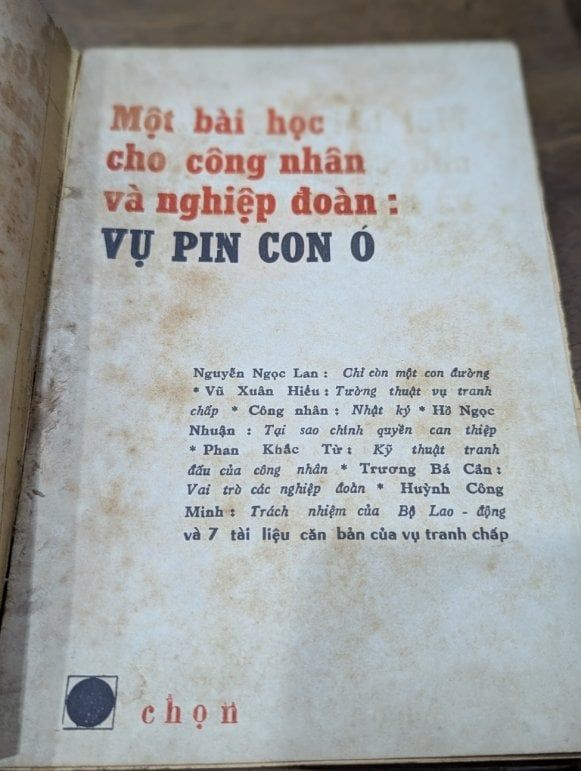 Một bài học
cho công nhân
và nghiệp đoàn :
VỤ PIN CON Ó
Nguyễn Ngọc Lan : Chỉ còn một con đường
* Vũ Xuân Hiểu : Tường thuật vụ tranh
chấp * Công nhân : Nhật ký * Hồ Ngọc
Nhuận : Tại sao chính quyền can thiệp
* Phan Khắc Từ : Kỹ thuật tranh
đấu của công nhân * Trương Bá Cần :
Vai trò các nghiệp đoàn * Huỳnh Công
Minh : Trách nhiệm của Bộ Lao - động
và 7 tài liệu căn bản của vụ tranh chấp
chọn